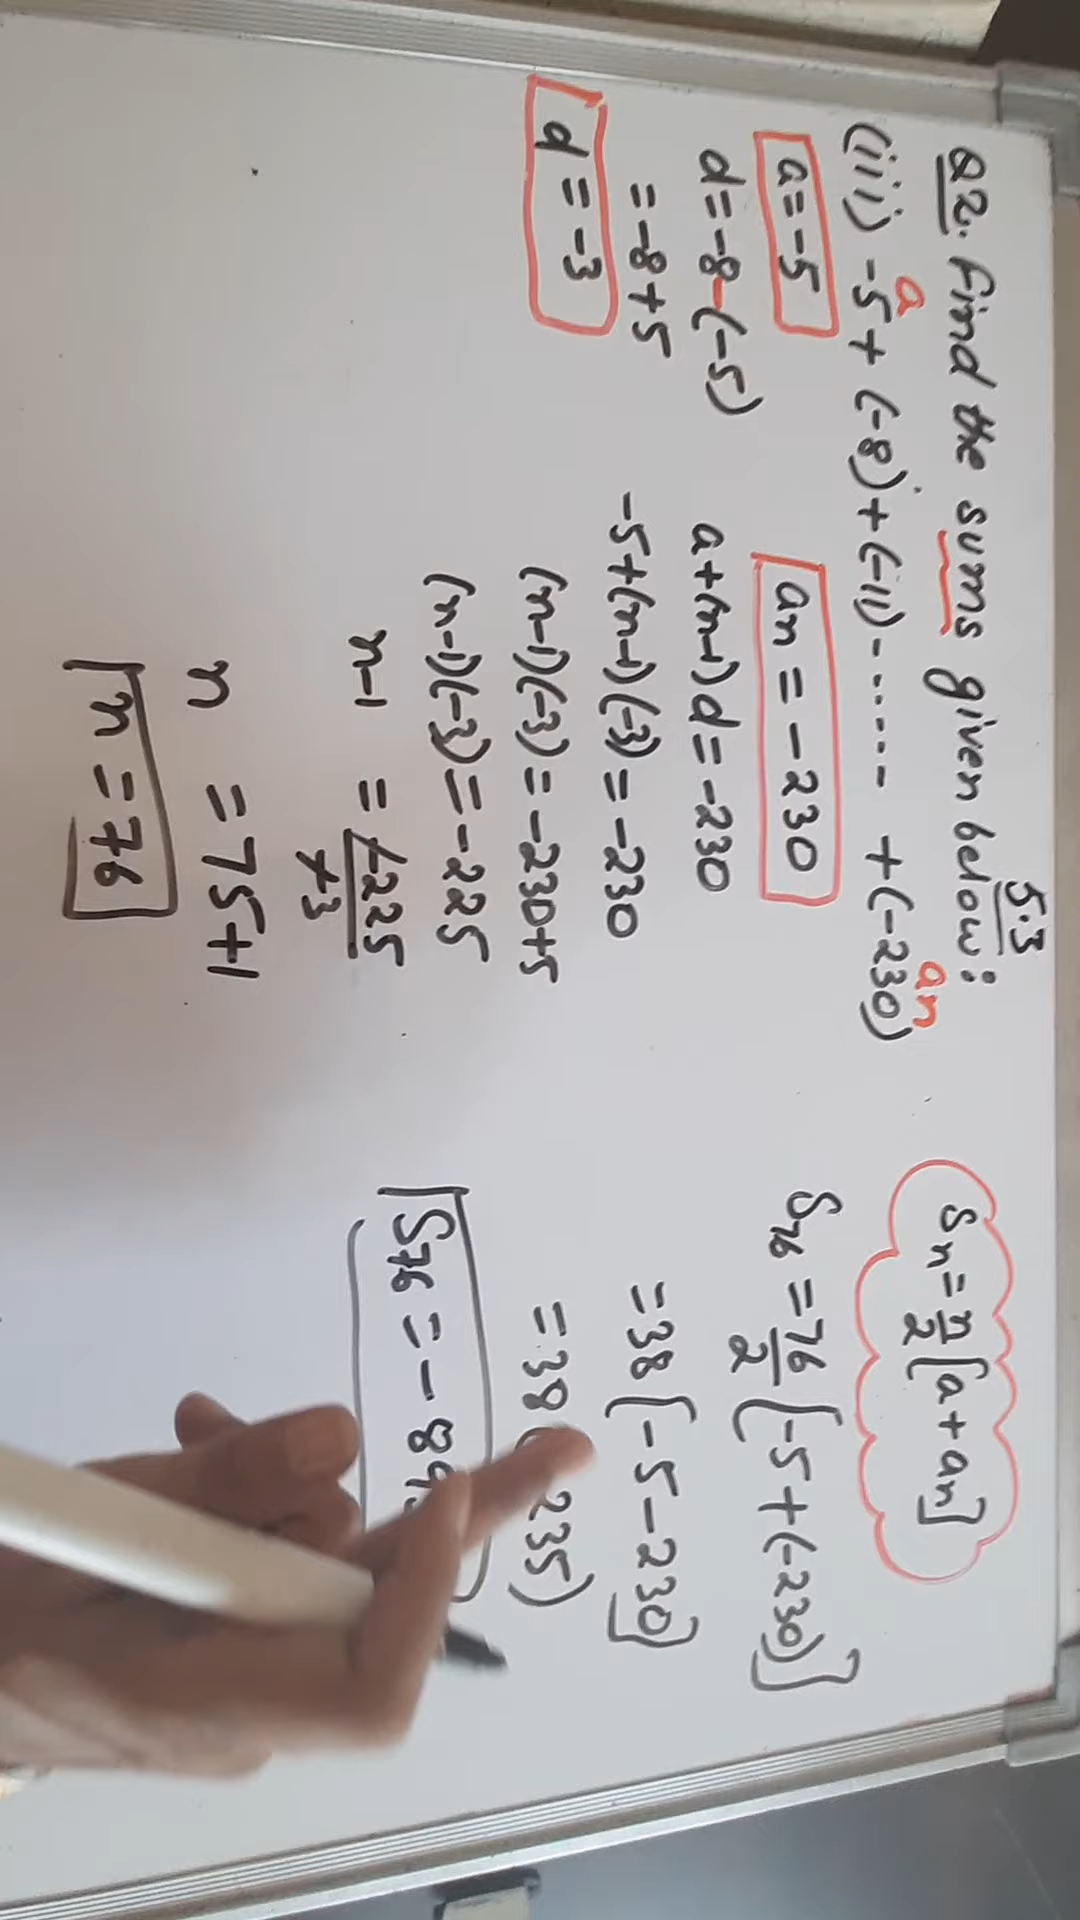 5.3
Q2. Find the sums given below:
a an
(iii) -5 + (-8) + (-11) - - - - - - + (-230)
a = -5
d = -8 - (-5)
= -8 + 5
d = -3
an = -230
a + (n-1) d = -230
-5 + (n-1) (-3) = -230
(n-1) (-3) = -230 + 5
(n-1) (-3) = -225
n-1 = -225/-3
n = 75 + 1
n = 76
Sn = n/2 [a + an]
S76 = 76/2 [-5 + (-230)]
= 38 [-5 - 230]
= 38 235)
S76 = - 89